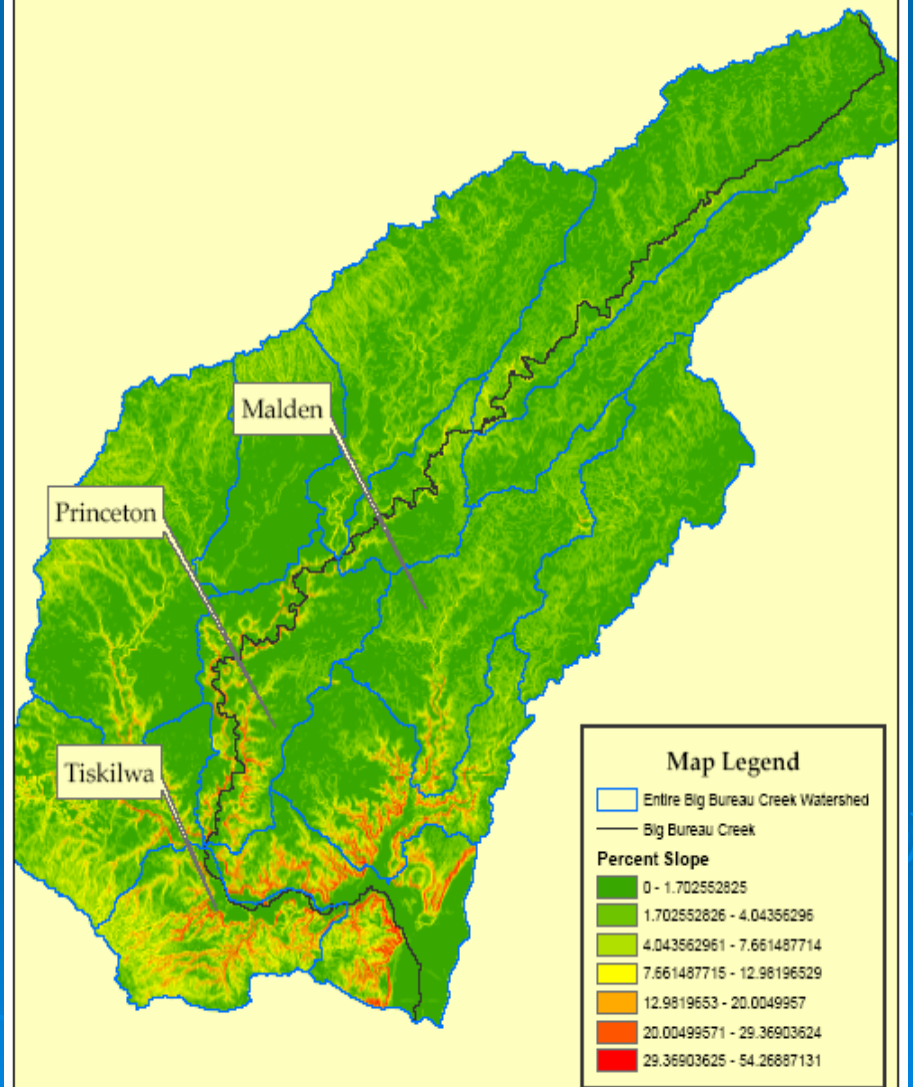 Malden
Princeton
Tiskilwa
Map Legend
Entire Big Bureau Creek Watershed
Big Bureau Creek
Percent Slope
0 - 1.702552825
1.702552826 - 4.04356296
4.043562961 - 7.661487714
7.661487715 - 12.98196529
12.9819653 - 20.0049957
20.00499571 - 29.36903624
29.36903625 - 54.26887131